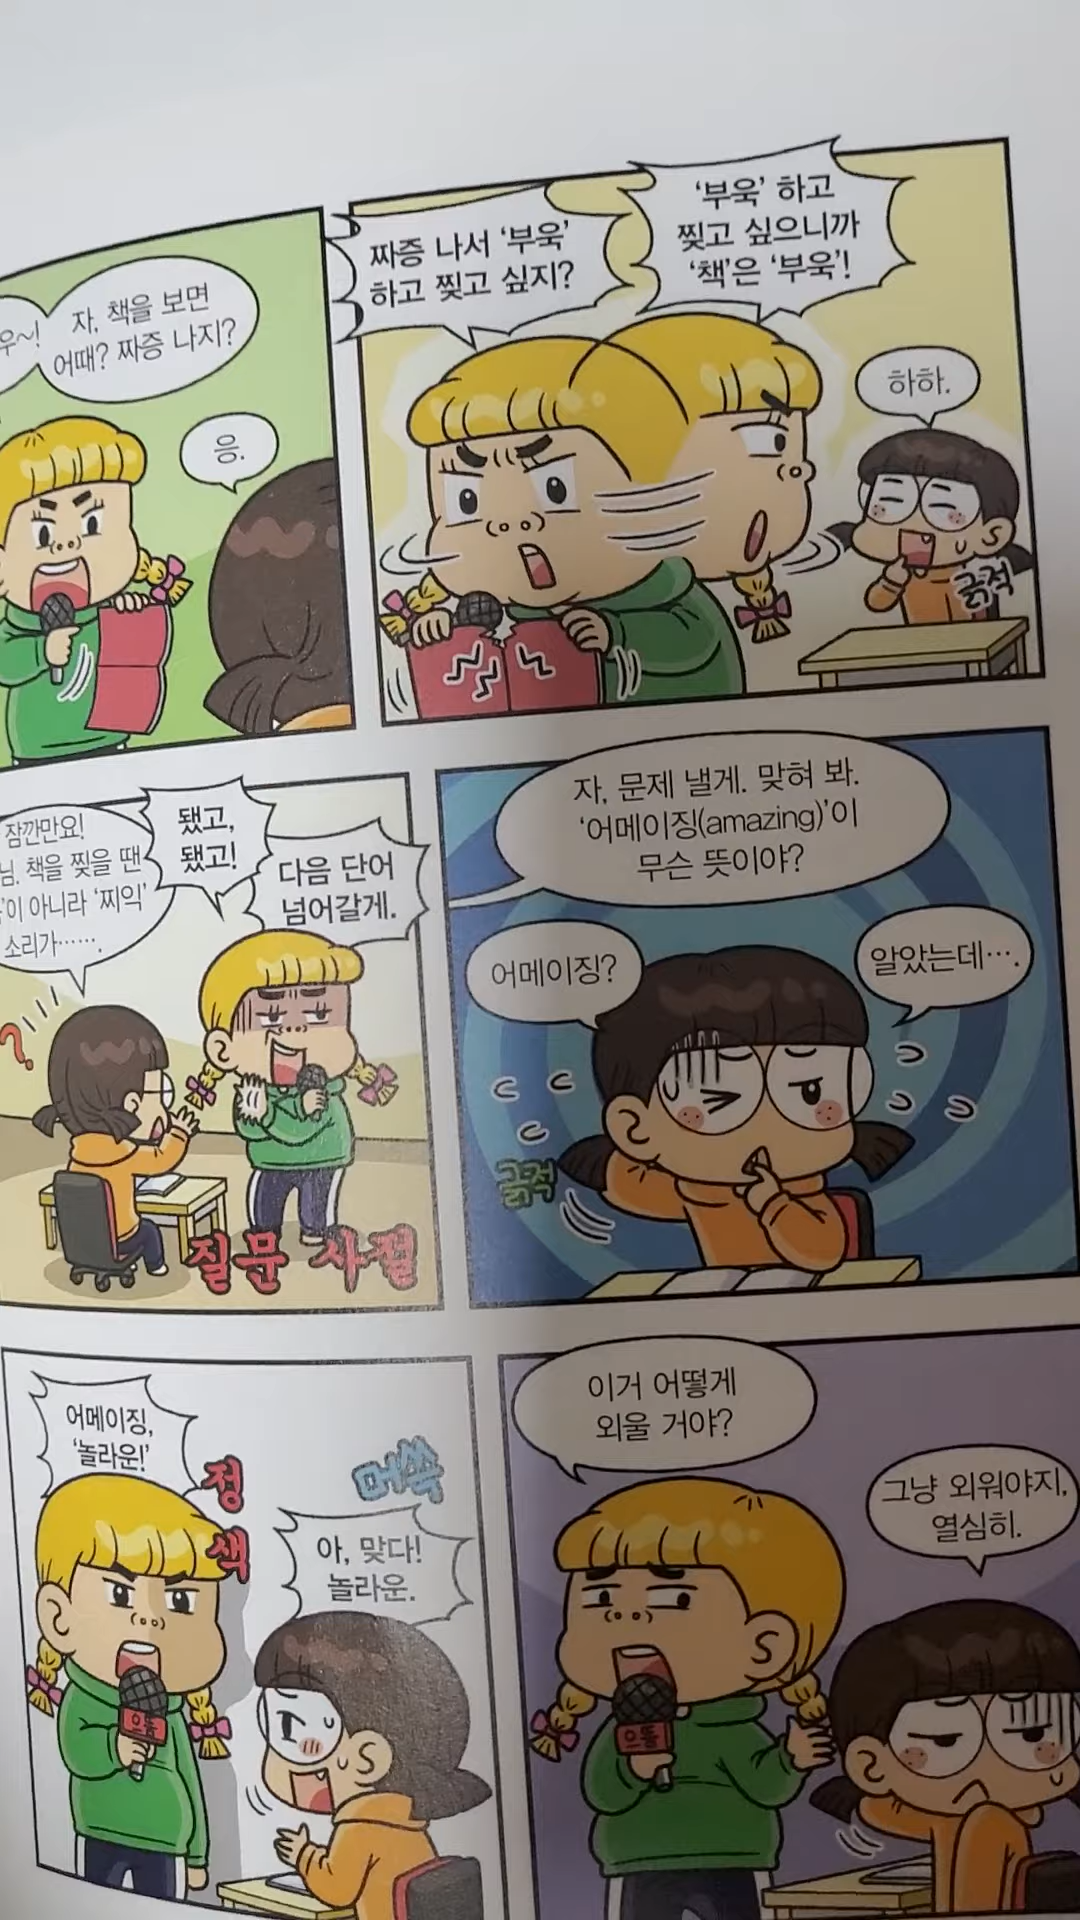 우~!
자, 책을 보면
어때? 짜증 나지?
응.
짜증 나서 ‘부욱’
하고 찢고 싶지?
‘부욱’ 하고
찢고 싶으니까
‘책’은 ‘부욱’!
하하.
긁적
잠깐만요!
님. 책을 찢을 땐
’이 아니라 ‘찌익’
소리가…….
됐고,
됐고!
다음 단어
넘어갈게.
질문 사절
자, 문제 낼게. 맞혀 봐.
‘어메이징(amazing)’이
무슨 뜻이야?
어메이징?
알았는데….
긁적
어메이징,
‘놀라운!’
정
색
머쓱
아, 맞다!
놀라운.
으뜸
이거 어떻게
외울 거야?
그냥 외워야지,
열심히.
으뜸